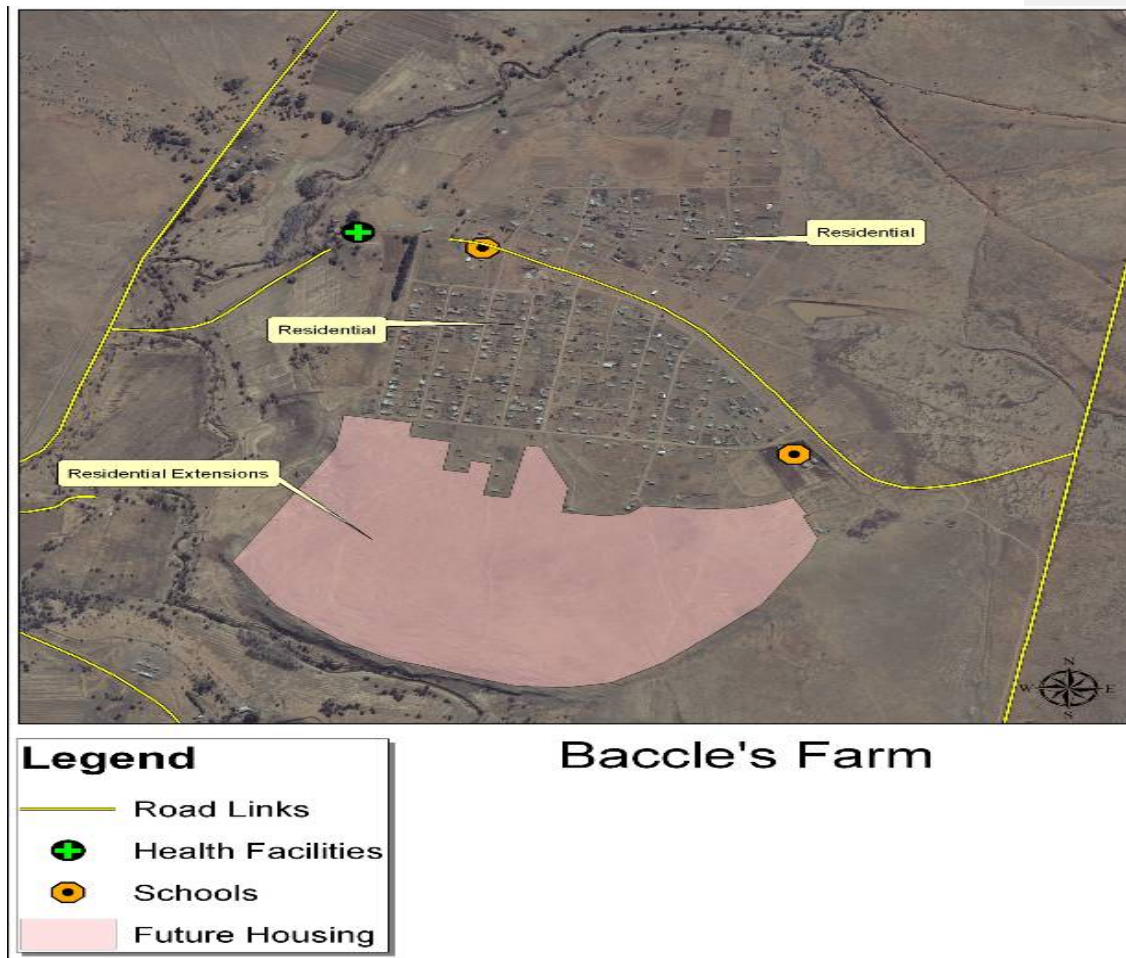 Residential
Residential
Residential Extensions
N
W E
S
Legend
Road Links
Health Facilities
Schools
Future Housing
Baccle's Farm